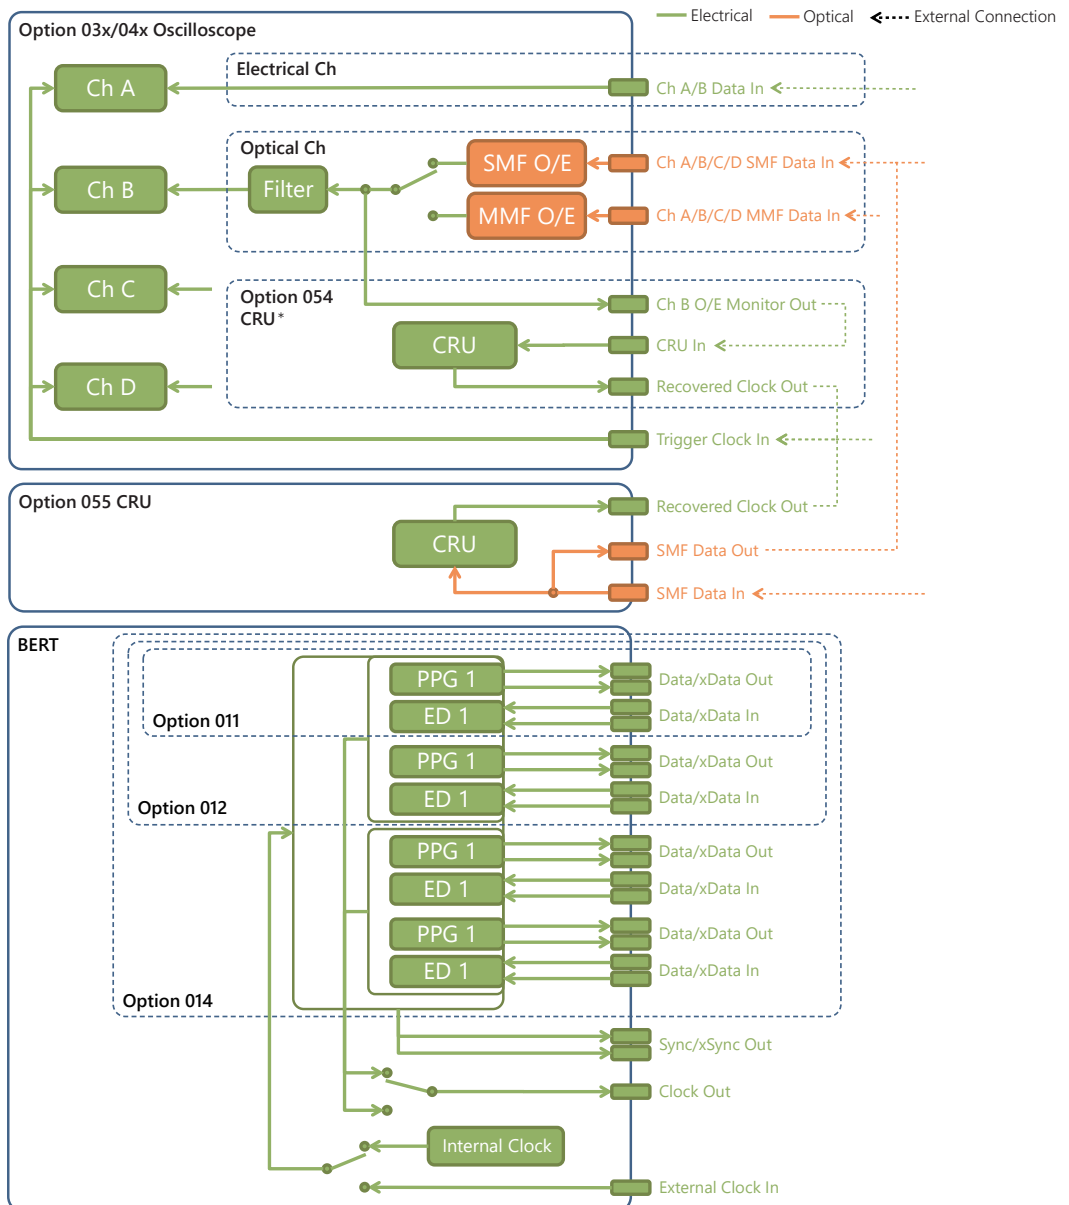 Electrical
Optical
External Connection
Option 03x/04x Oscilloscope
Electrical Ch
Ch A
Ch A/B Data In
Optical Ch
SMF O/E
Ch A/B/C/D SMF Data In
Ch B
Filter
MMF O/E
Ch A/B/C/D MMF Data In
Ch C
Option 054
CRU*
Ch B O/E Monitor Out
CRU
CRU In
Ch D
Recovered Clock Out
Trigger Clock In
Option 055 CRU
Recovered Clock Out
CRU
SMF Data Out
SMF Data In
BERT
PPG 1
Data/xData Out
ED 1
Data/xData In
Option 011
PPG 1
Data/xData Out
ED 1
Data/xData In
Option 012
PPG 1
Data/xData Out
ED 1
Data/xData In
PPG 1
Data/xData Out
ED 1
Data/xData In
Option 014
Sync/xSync Out
Clock Out
Internal Clock
External Clock In